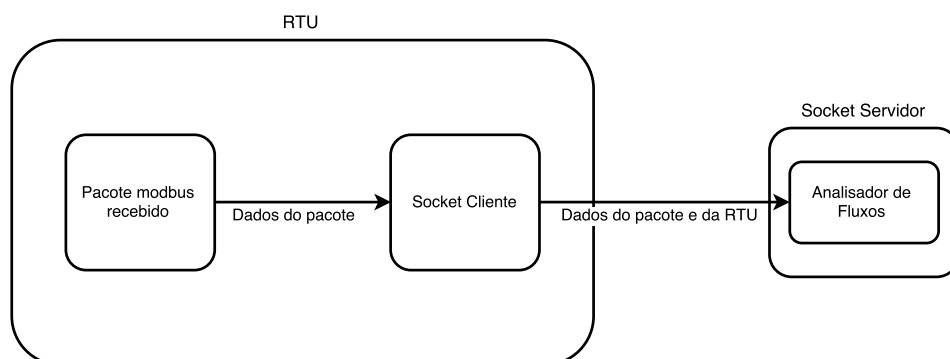 RTU
Socket Servidor
Pacote modbus
recebido
Dados do pacote
Socket Cliente
Dados do pacote e da RTU
Analisador de
Fluxos